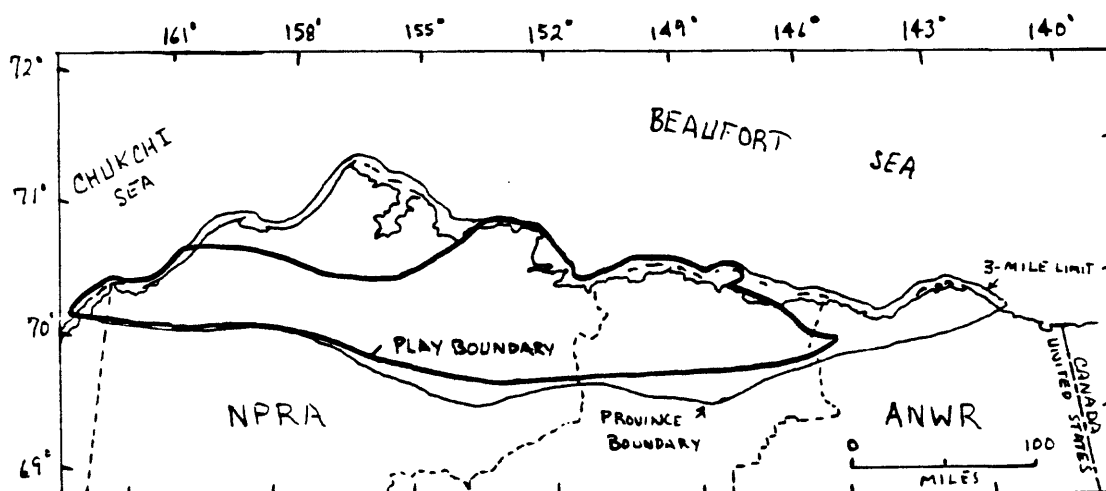 161° 158° 155° 152° 149° 146° 143° 140°
72°
71°
70°
69°
CHUKCHI
SEA
BEAUFORT
SEA
3-MILE LIMIT
PLAY BOUNDARY
NPRA
PROVINCE
BOUNDARY
ANWR
UNITED STATES
CANADA
0 100
MILES